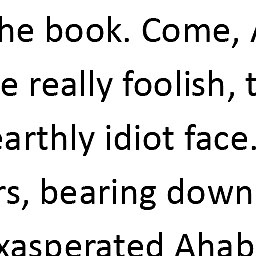 he book. Come, A
e really foolish, t
earthly idiot face.
rs, bearing down
xasperated Ahab